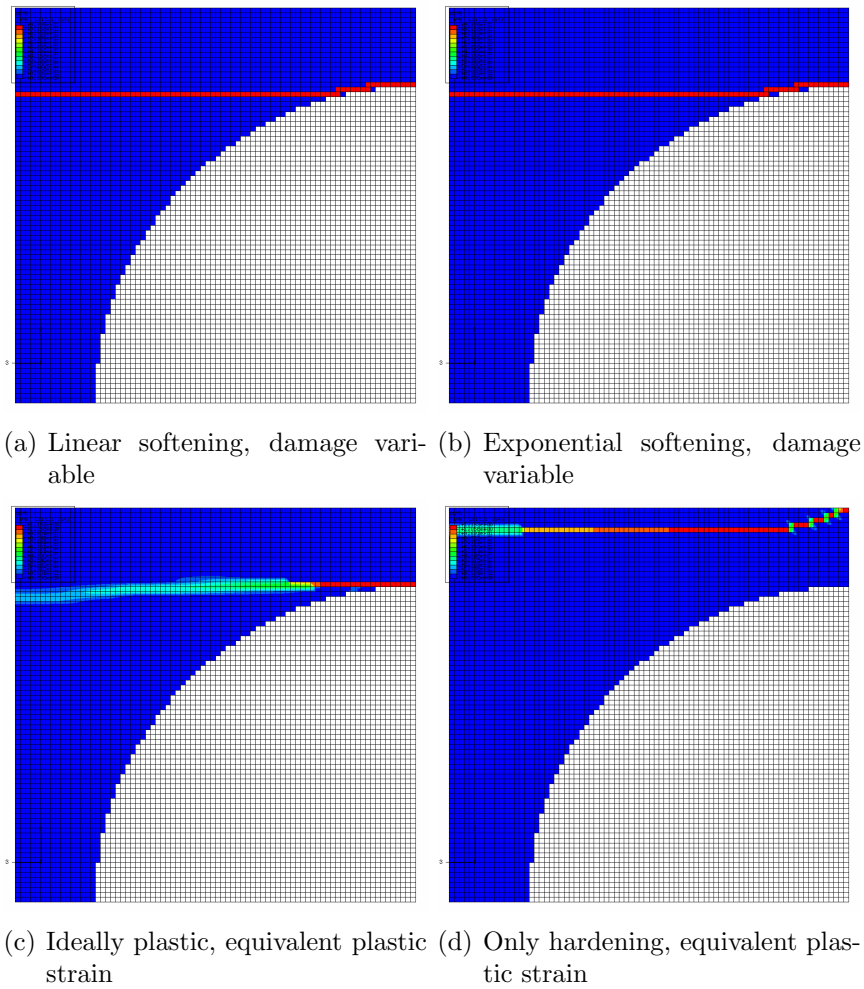 (a) Linear softening, damage vari-
able
(b) Exponential softening, damage
variable
(c) Ideally plastic, equivalent plastic
strain
(d) Only hardening, equivalent plas-
tic strain